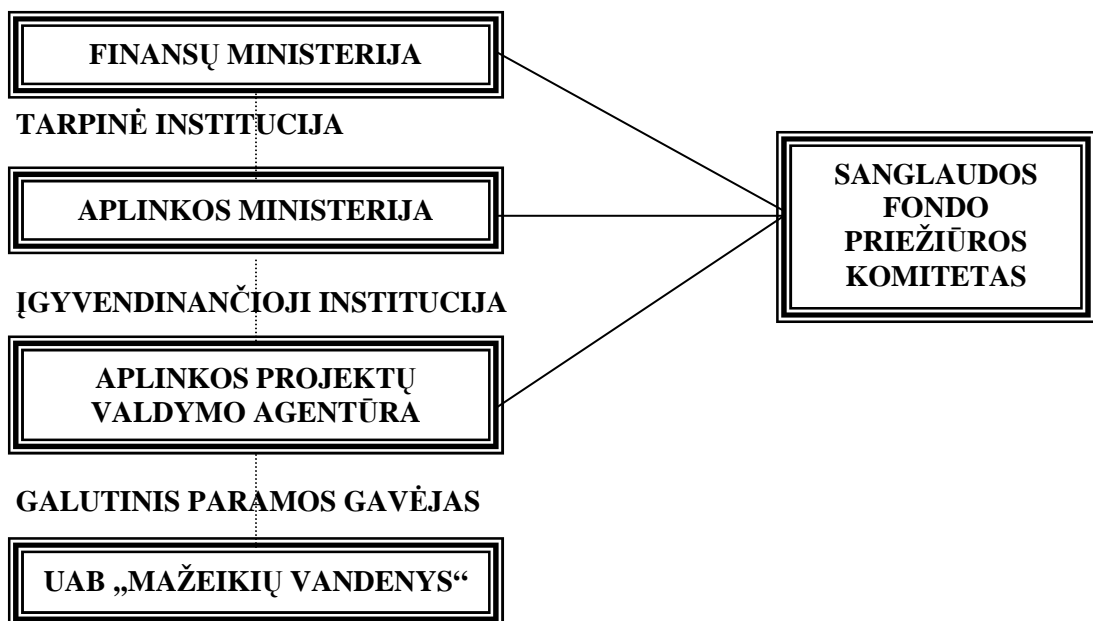 FINANSŲ MINISTERIJA
TARPINĖ INSTITUCIJA
APLINKOS MINISTERIJA
ĮGYVENDINANČIOJI INSTITUCIJA
APLINKOS PROJEKTŲ
VALDYMO AGENTŪRA
GALUTINIS PARAMOS GAVĖJAS
UAB „MAŽEIKIŲ VANDENYS“
SANGLAUDOS
FONDO
PRIEŽIŪROS
KOMITETAS